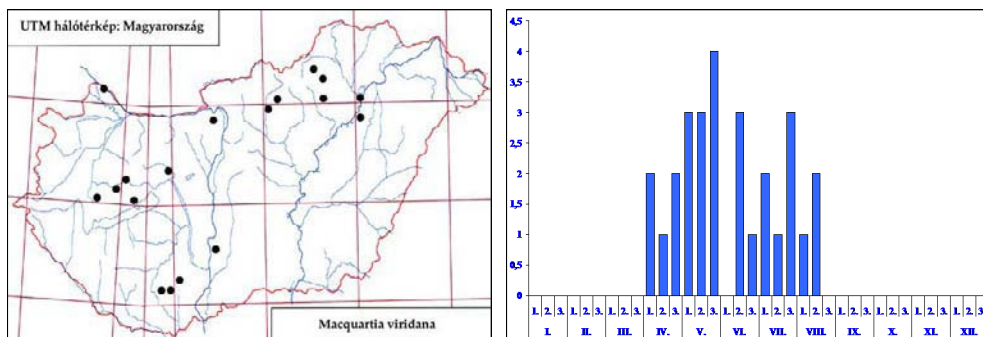 UTM hálótérkép: Magyarország
Macquartia viridana
4,5
4
3,5
3
2,5
2
1,5
1
0,5
0
1. 2. 3. 1. 2. 3. 1. 2. 3. 1. 2. 3. 1. 2. 3. 1. 2. 3. 1. 2. 3. 1. 2. 3. 1. 2. 3. 1. 2. 3. 1. 2. 3. 1. 2. 3.
I. II. III. IV. V. VI. VII. VIII. IX. X. XI. XII.